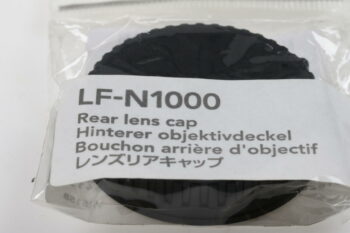 LF-N1000
Rear lens cap
Hinterer objektivdeckel
Bouchon arrière d'objectif
レンズリアキャップ